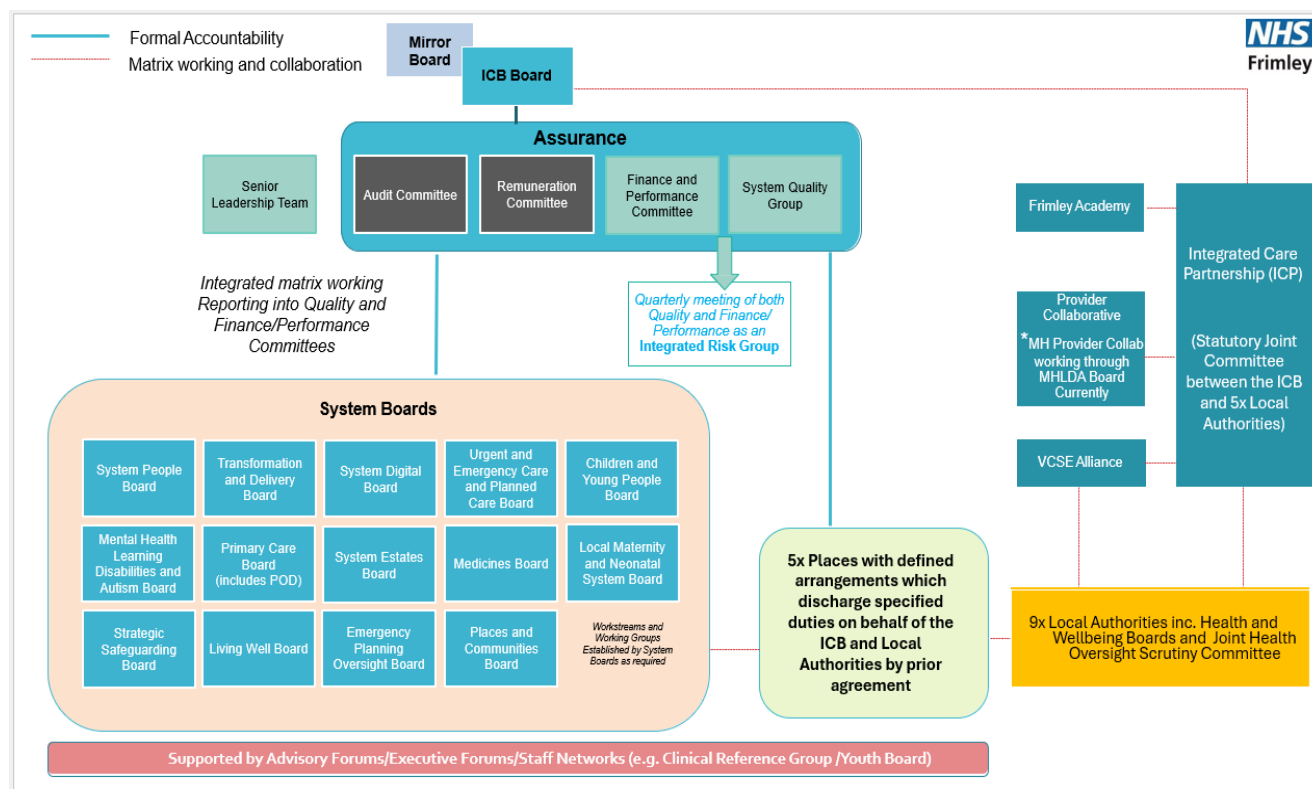 Formal Accountability
Matrix working and collaboration
Mirror
Board
ICB Board
NHS
Frimley
Assurance
Senior
Leadership Team
Audit Committee
Remuneration
Committee
Finance and
Performance
Committee
System Quality
Group
Integrated matrix working
Reporting into Quality and
Finance/Performance
Committees
Quarterly meeting of both
Quality and Finance/
Performance as an
Integrated Risk Group
Frimley Academy
Provider
Collaborative
*MH Provider Collab
working through
MHLDA Board
Currently
VCSE Alliance
Integrated Care
Partnership (ICP)
(Statutory Joint
Committee
between the ICB
and 5x Local
Authorities)
System Boards
System People
Board
Transformation
and Delivery
Board
System Digital
Board
Urgent and
Emergency Care
and Planned
Care Board
Children and
Young People
Board
Mental Health
Learning
Disabilities and
Autism Board
Primary Care
Board
(includes POD)
System Estates
Board
Medicines Board
Local Maternity
and Neonatal
System Board
Strategic
Safeguarding
Board
Living Well Board
Emergency
Planning
Oversight Board
Places and
Communities
Board
Workstreams and
Working Groups
Established by System
Boards as required
5x Places with defined
arrangements which
discharge specified
duties on behalf of the
ICB and Local
Authorities by prior
agreement
9x Local Authorities inc. Health and
Wellbeing Boards and Joint Health
Oversight Scrutiny Committee
Supported by Advisory Forums/Executive Forums/Staff Networks (e.g. Clinical Reference Group /Youth Board)